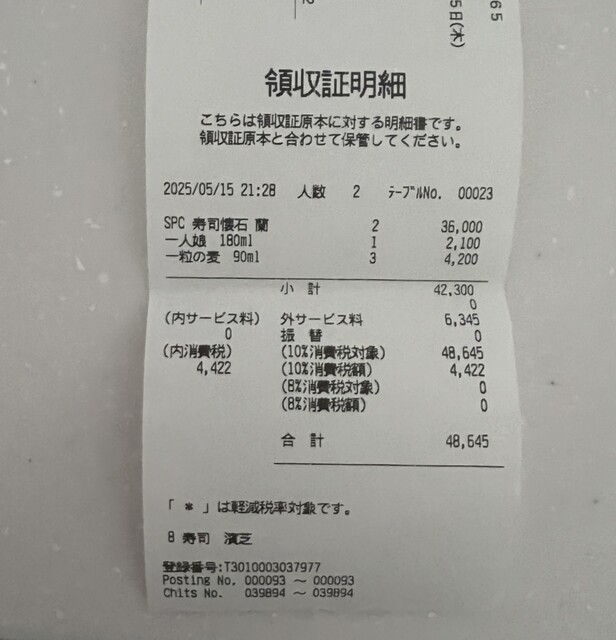 65
5日(木)
領収証明細
こちらは領収証原本に対する明細書です。
領収証原本と合わせて保管してください。
2025/05/15 21:28 人数 2 テーブルNo. 00023
SPC 寿司懐石 蘭 2 36,000
一人娘 180ml 1 2,100
一粒の麦 90ml 3 4,200
小 計 42,300
0
(内サービス料) 外サービス料 6,345
0 振 替 0
(内消費税) (10%消費税対象) 48,645
4,422 (10%消費税額) 4,422
(8%消費税対象) 0
(8%消費税額) 0
合 計 48,645
「 * 」は軽減税率対象です。
8 寿司 濱芝
登録番号:T3010003037977
Posting No. 000093 ～ 000093
Chits No. 039894 ～ 039894